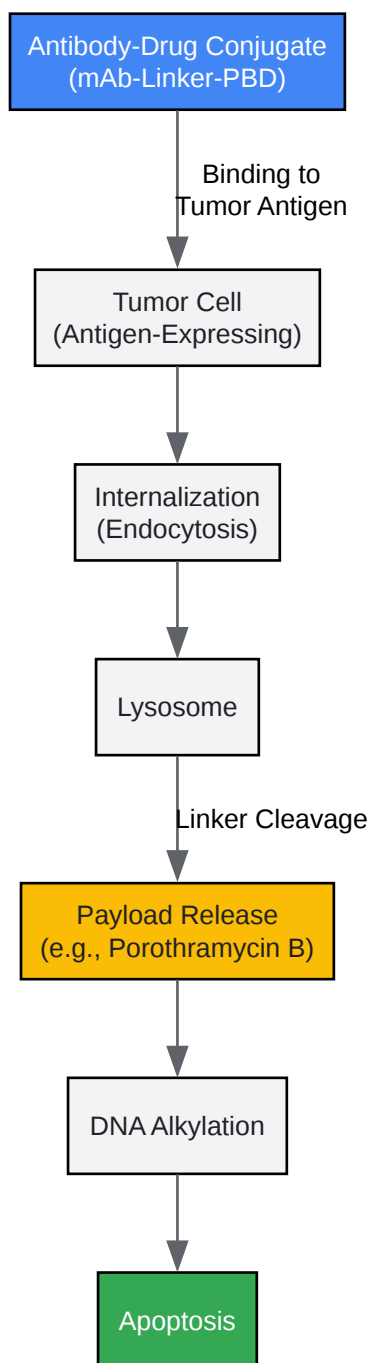 Antibody-Drug Conjugate
(mAb-Linker-PBD)
Binding to
Tumor Antigen
Tumor Cell
(Antigen-Expressing)
Internalization
(Endocytosis)
Lysosome
Linker Cleavage
Payload Release
(e.g., Porothramycin B)
DNA Alkylation
Apoptosis